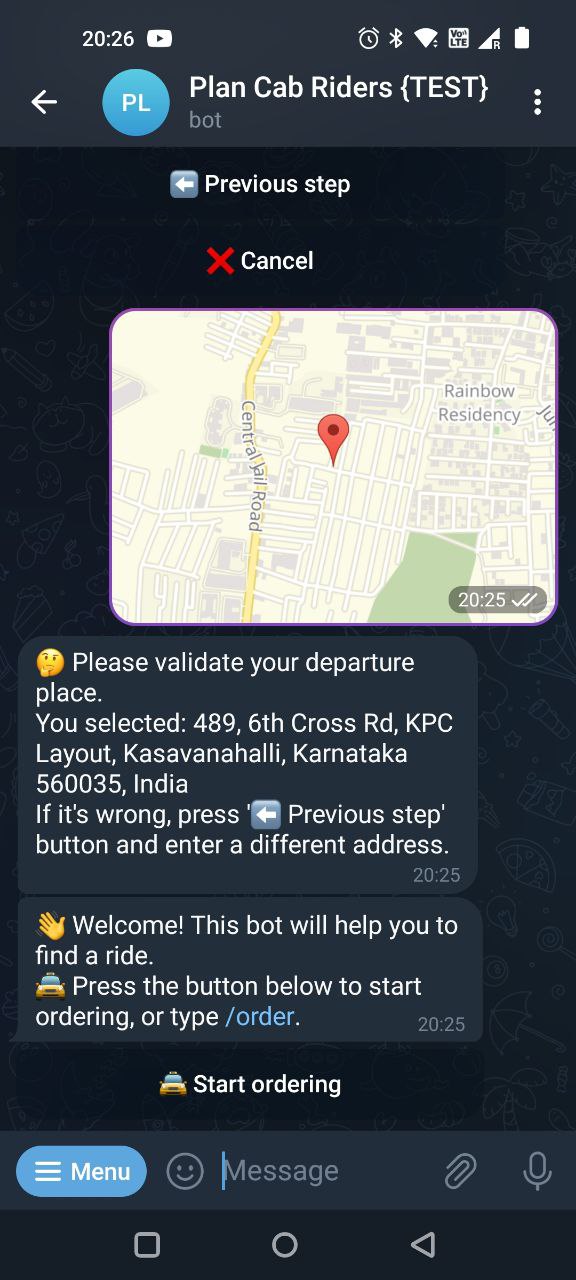 20:26
Vo)) LTE
R
PL
Plan Cab Riders {TEST}
bot
⬅️ Previous step
❌ Cancel
Rainbow
Residency
Central Jail Road
20:25
🤔 Please validate your departure
place.
You selected: 489, 6th Cross Rd, KPC
Layout, Kasavanahalli, Karnataka
560035, India
If it's wrong, press '⬅️ Previous step'
button and enter a different address.
20:25
👋 Welcome! This bot will help you to
find a ride.
🚖 Press the button below to start
ordering, or type /order.
20:25
🚖 Start ordering
Menu
Message